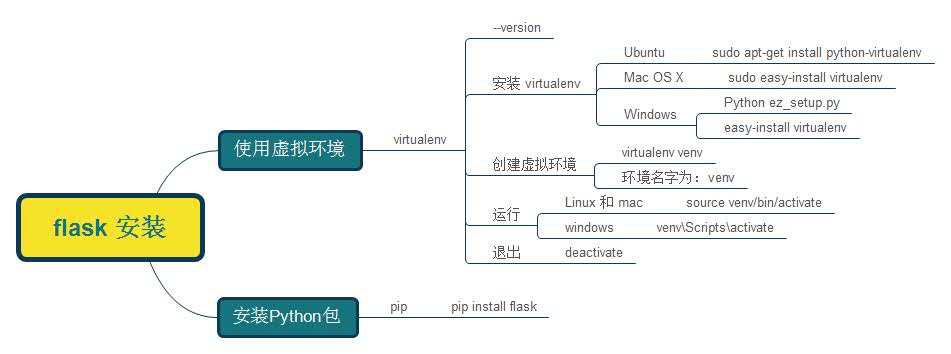 flask 安装
使用虚拟环境
virtualenv
--version
安装 virtualenv
Ubuntu
sudo apt-get install python-virtualenv
Mac OS X
sudo easy-install virtualenv
Windows
Python ez_setup.py
easy-install virtualenv
创建虚拟环境
virtualenv venv
环境名字为：venv
运行
Linux 和 mac
source venv/bin/activate
windows
venv\Scripts\activate
退出
deactivate
安装Python包
pip
pip install flask